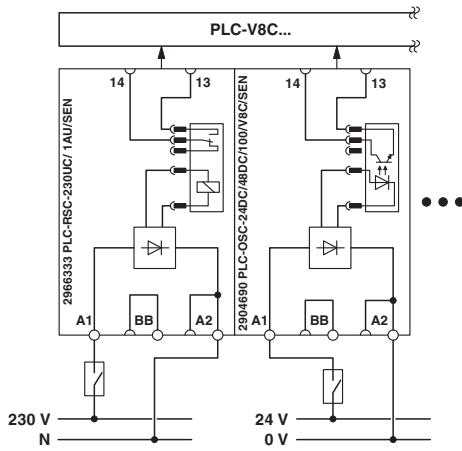 PLC-V8C...
14
13
14
13
2966333 PLC-RSC-230UC/ 1AU/SEN
2904690 PLC-OSC-24DC/48DC/100/V8C/SEN
A1
BB
A2
A1
BB
A2
230 V
24 V
N
0 V